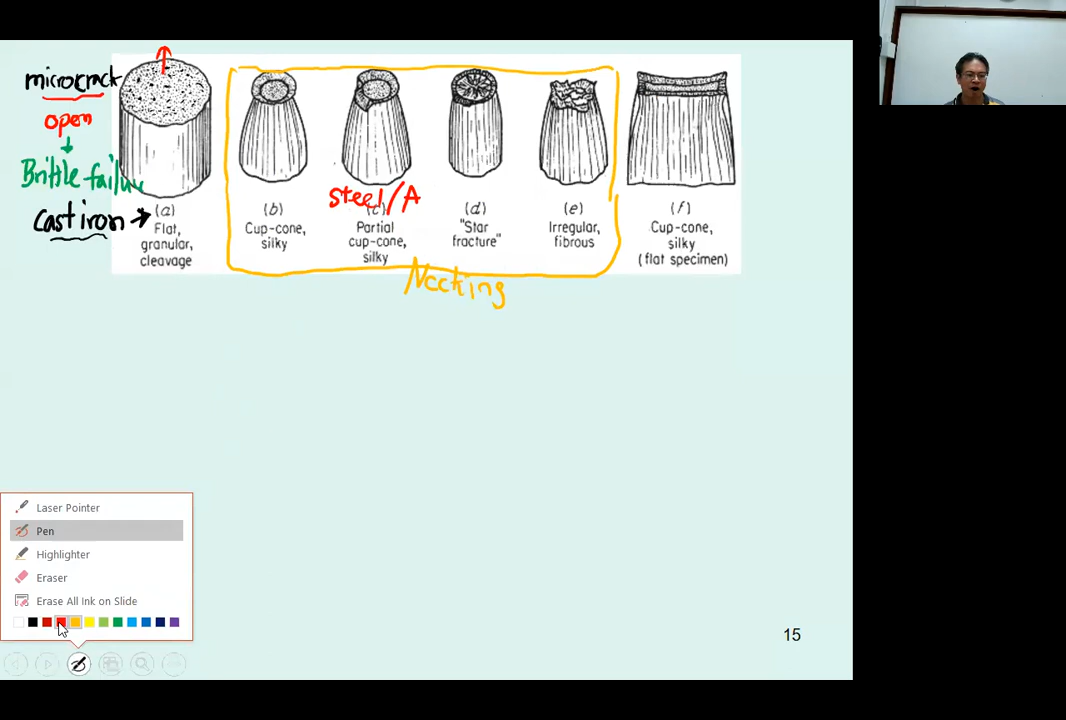 microcrack
open
Brittle failure
cast iron
(a)
Flat,
granular,
cleavage
(b)
Cup-cone,
silky
steel/A
(c)
Partial
cup-cone,
silky
(d)
"Star
fracture"
(e)
Irregular,
fibrous
(f)
Cup-cone,
silky
(flat specimen)
Necking
Laser Pointer
Pen
Highlighter
Eraser
Erase All Ink on Slide
15